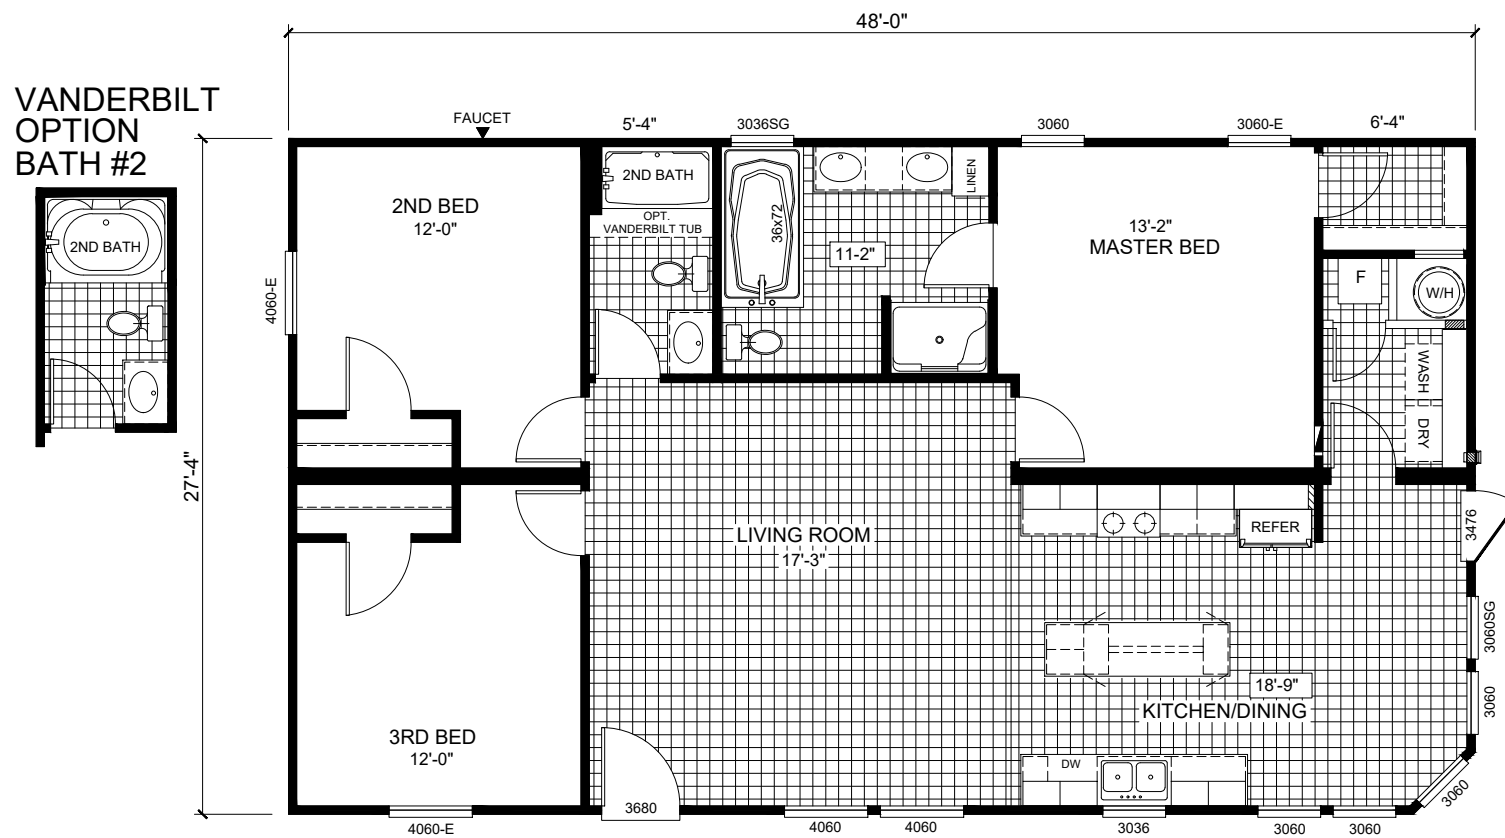 48'-0"
VANDERBILT
OPTION
BATH #2
2ND BATH
27'-4"
FAUCET
5'-4"
3036SG
3060
3060-E
6'-4"
2ND BED
12'-0"
4060-E
2ND BATH
OPT.
VANDERBILT TUB
36x72
11-2"
LINEN
13'-2"
MASTER BED
F
W/H
WASH
DRY
LIVING ROOM
17'-3"
REFER
3476
3060SG
3060
18'-9"
KITCHEN/DINING
3RD BED
12'-0"
DW
3680
3060
4060-E
4060
4060
3036
3060
3060